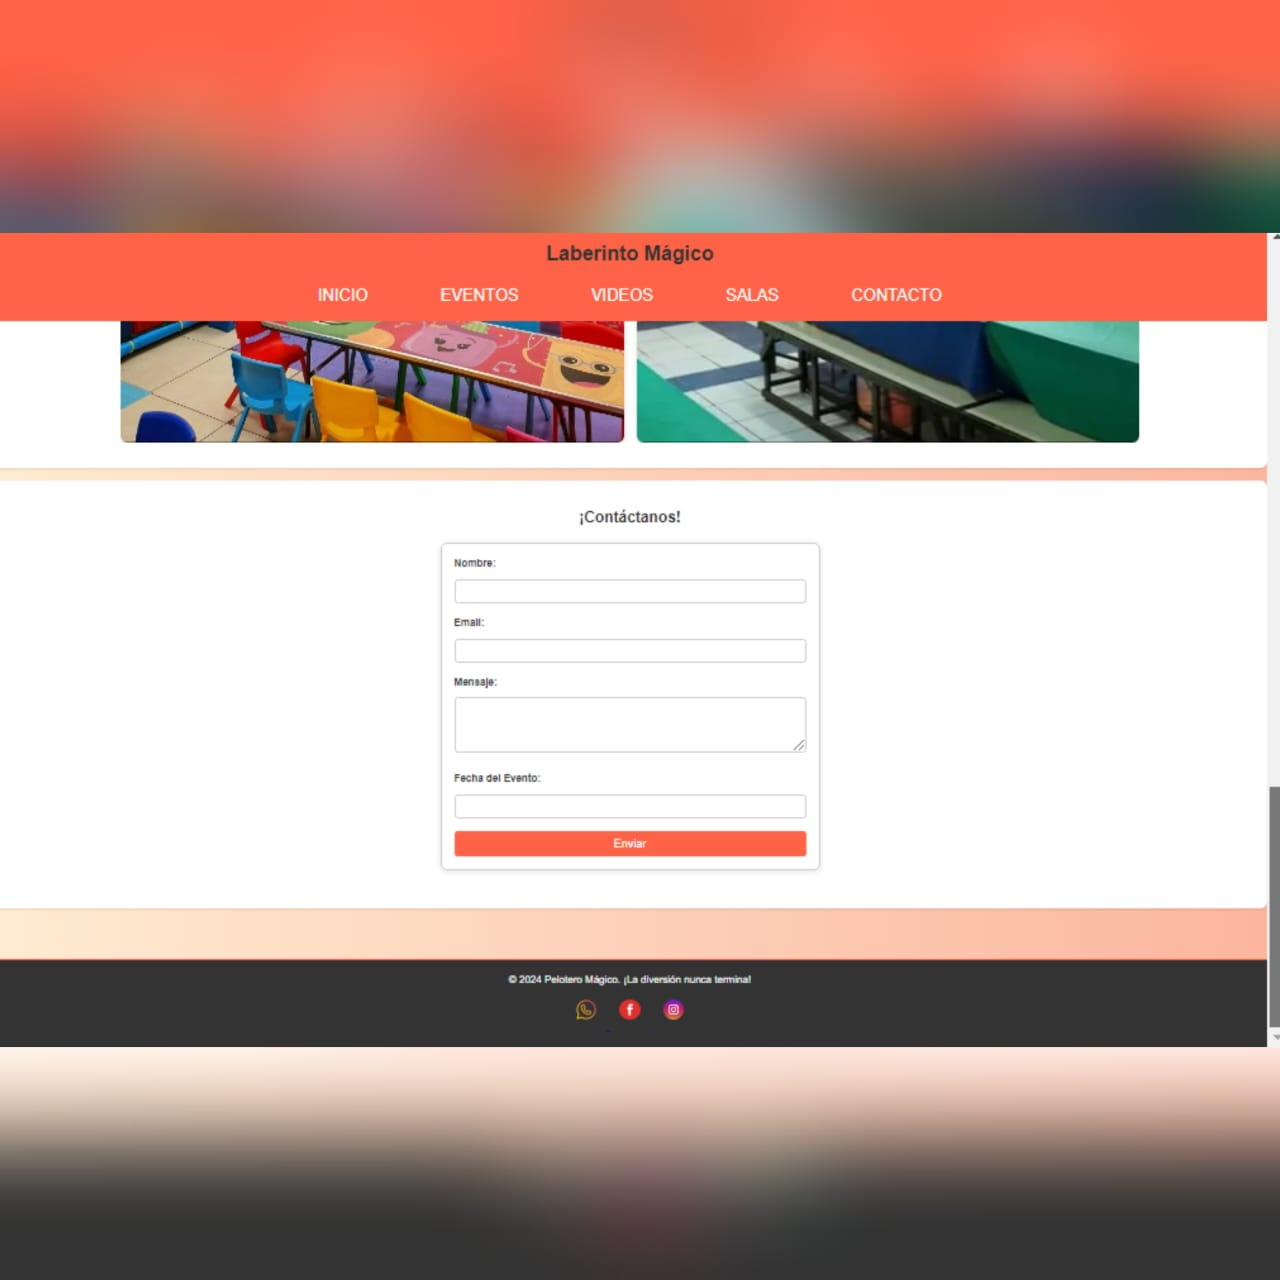 Laberinto Mágico
INICIO EVENTOS VIDEOS SALAS CONTACTO
¡Contáctanos!
Nombre:
Email:
Mensaje:
Fecha del Evento:
Enviar
© 2024 Pelotero Mágico. ¡La diversión nunca termina!